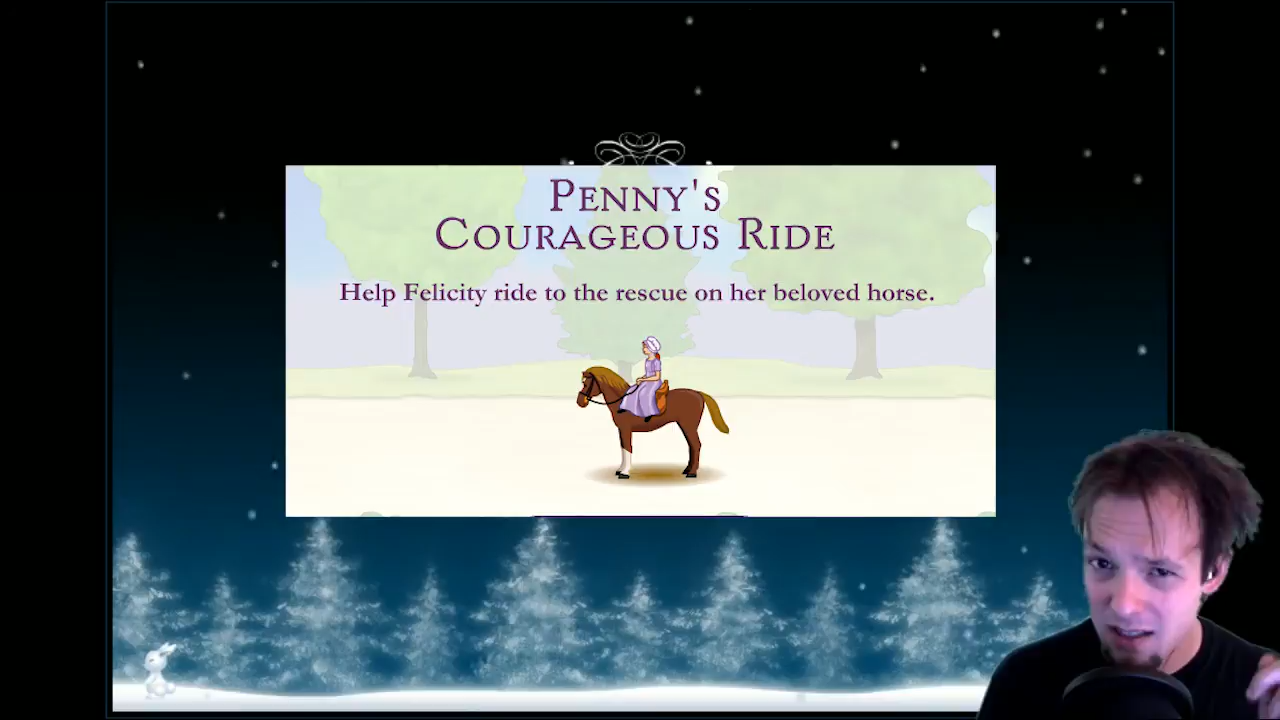 Penny's
Courageous Ride
Help Felicity ride to the rescue on her beloved horse.